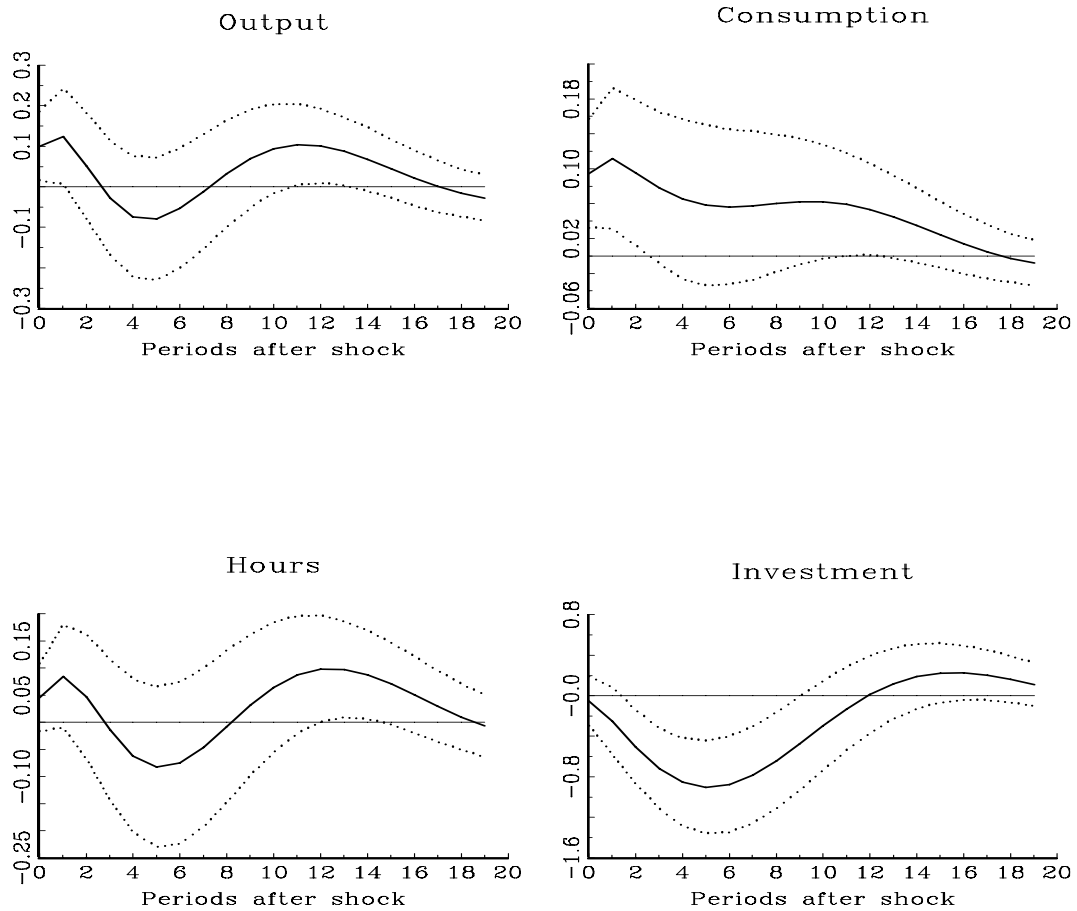 Output
0.3
0.2
0.1
−0.1
−0.3
0 2 4 6 8 10 12 14 16 18 20
Periods after shock
Consumption
0.18
0.10
0.02
−0.06
0 2 4 6 8 10 12 14 16 18 20
Periods after shock
Hours
0.15
0.05
−0.10
−0.25
0 2 4 6 8 10 12 14 16 18 20
Periods after shock
Investment
0.8
−0.0
−0.8
−1.6
0 2 4 6 8 10 12 14 16 18 20
Periods after shock